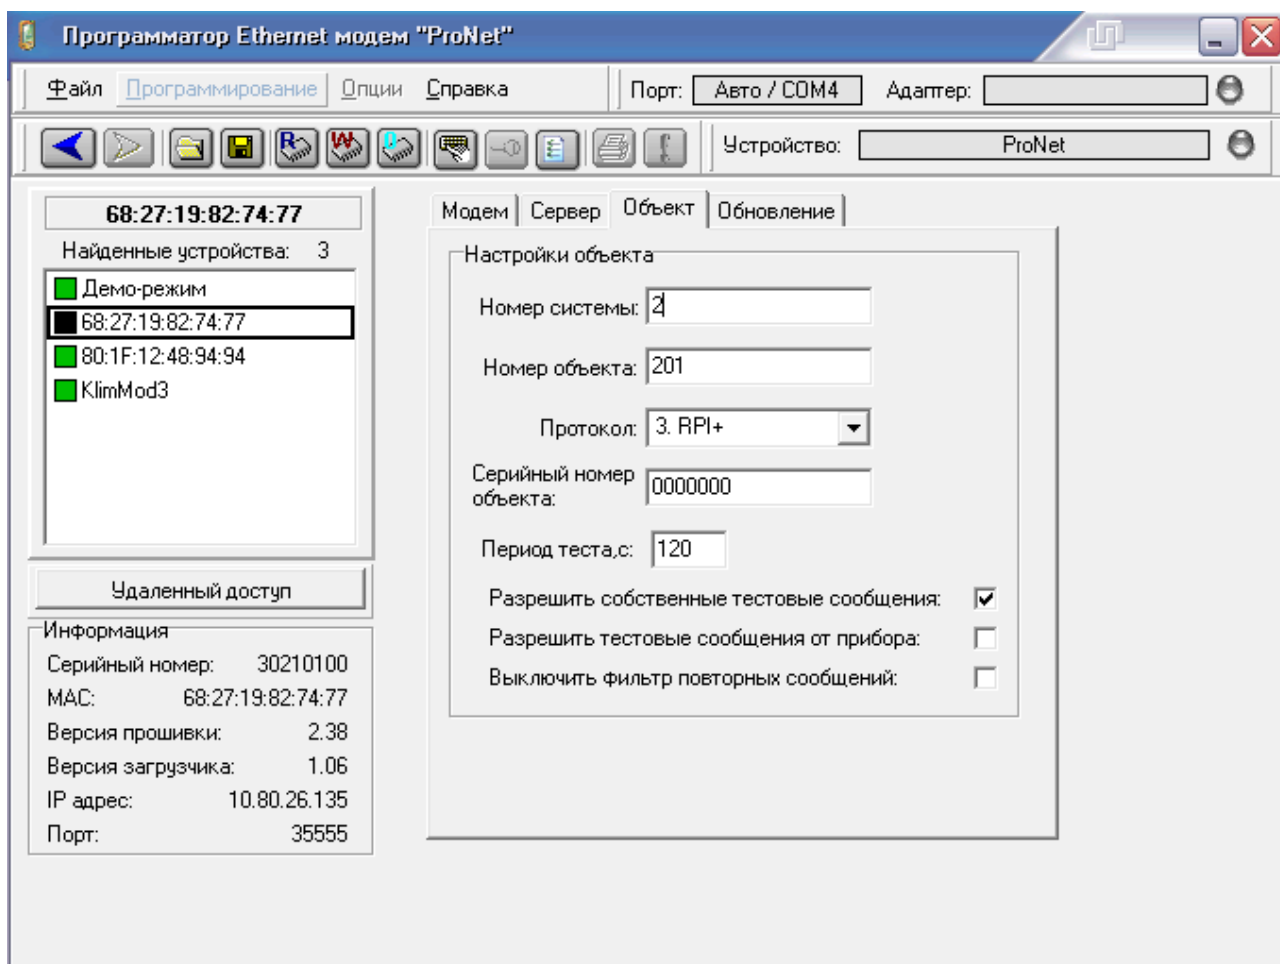 Программатор Ethernet модем "ProNet"
Файл Программирование Опции Справка Порт: Авто / COM4 Адаптер:
R W 0 Устройство: ProNet
68:27:19:82:74:77
Найденные устройства: 3
Демо-режим
68:27:19:82:74:77
80:1F:12:48:94:94
KlimMod3
Удаленный доступ
Информация
Серийный номер: 30210100
MAC: 68:27:19:82:74:77
Версия прошивки: 2.38
Версия загрузчика: 1.06
IP адрес: 10.80.26.135
Порт: 35555
Модем Сервер Объект Обновление
Настройки объекта
Номер системы: 2
Номер объекта: 201
Протокол: 3. RPI+
Серийный номер
объекта: 0000000
Период теста,с: 120
Разрешить собственные тестовые сообщения:
Разрешить тестовые сообщения от прибора:
Выключить фильтр повторных сообщений: